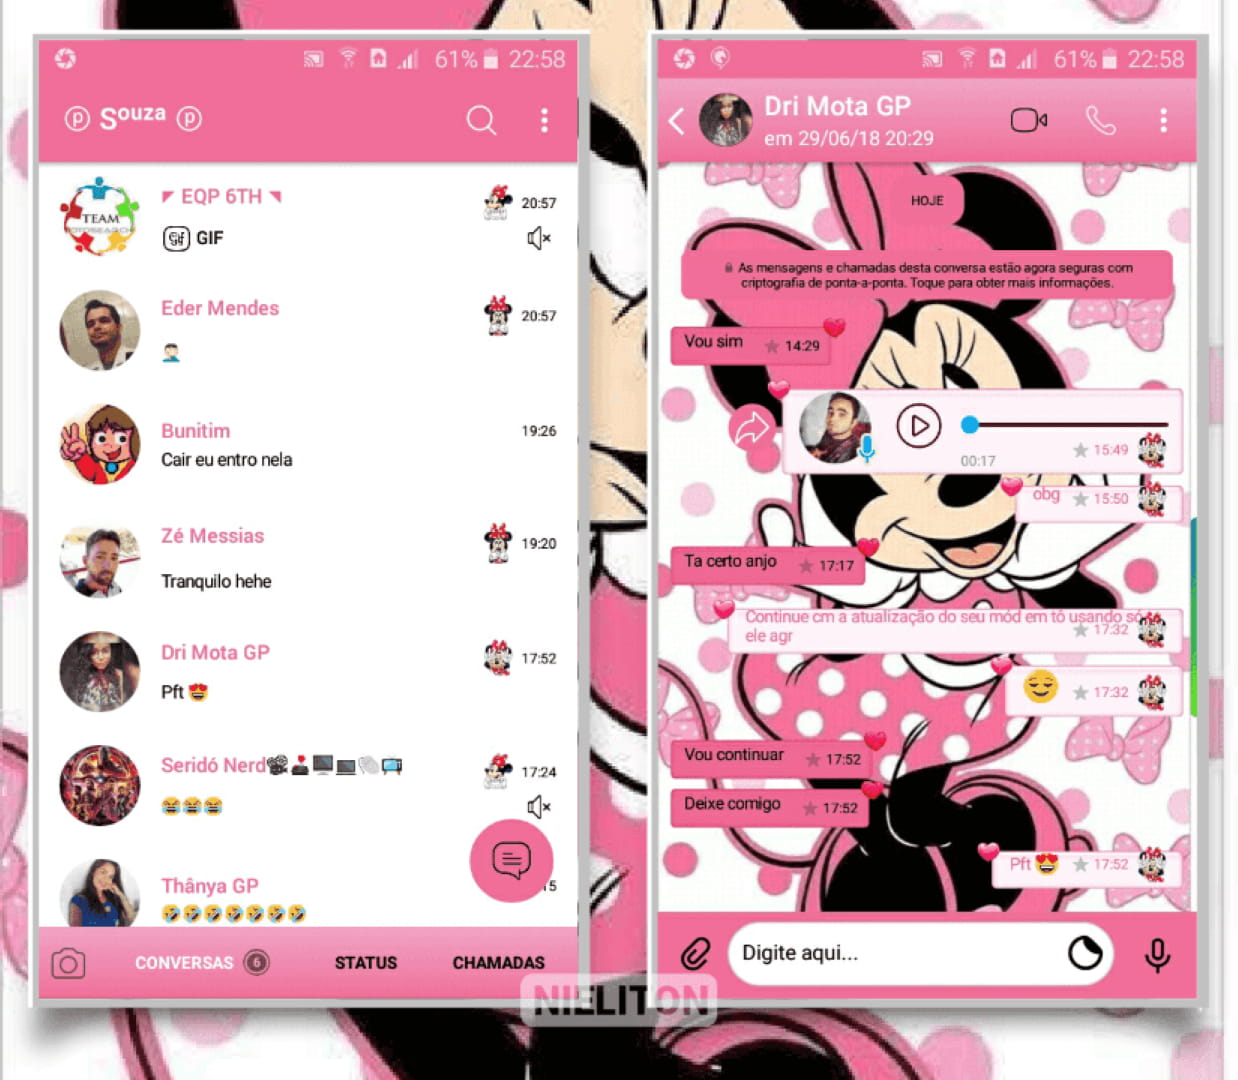 61% 22:58
ⓟ Souza ⓟ
TEAM
EQP 6TH
20:57
GIF GIF
Eder Mendes
20:57
Bunitim
19:26
Cair eu entro nela
Zé Messias
19:20
Tranquilo hehe
Dri Mota GP
17:52
Pft 😍
Seridó Nerd
17:24
😂😂😂
Thânya GP
15
🤣🤣🤣🤣🤣🤣🤣
CONVERSAS 6 STATUS CHAMADAS
61% 22:58
Dri Mota GP
em 29/06/18 20:29
HOJE
As mensagens e chamadas desta conversa estão agora seguras com
criptografia de ponta-a-ponta. Toque para obter mais informações.
Vou sim ★ 14:29
00:17 ★ 15:49
obg ★ 15:50
Ta certo anjo ★ 17:17
Continue cm a atualização do seu mód em tó usando só
ele agr ★ 17:32
😌 ★ 17:32
Vou continuar ★ 17:52
Deixe comigo ★ 17:52
Pft 😍 ★ 17:52
Digite aqui...
NIELITON